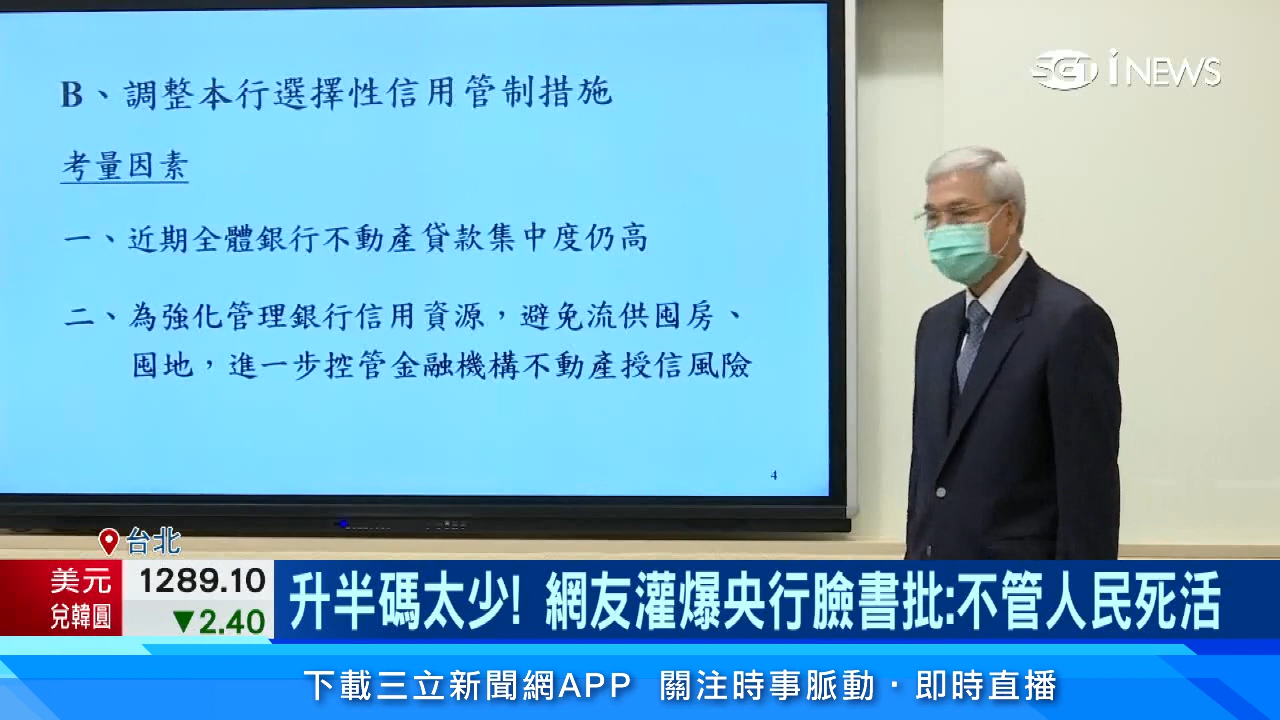 B、調整本行選擇性信用管制措施
考量因素
一、近期全體銀行不動產貸款集中度仍高
二、為強化管理銀行信用資源，避免流供囤房、
囤地，進一步控管金融機構不動產授信風險
4
SET iNEWS
台北
美元
兌韓圓
1289.10
▼2.40
升半碼太少! 網友灌爆央行臉書批:不管人民死活
下載三立新聞網APP 關注時事脈動・即時直播